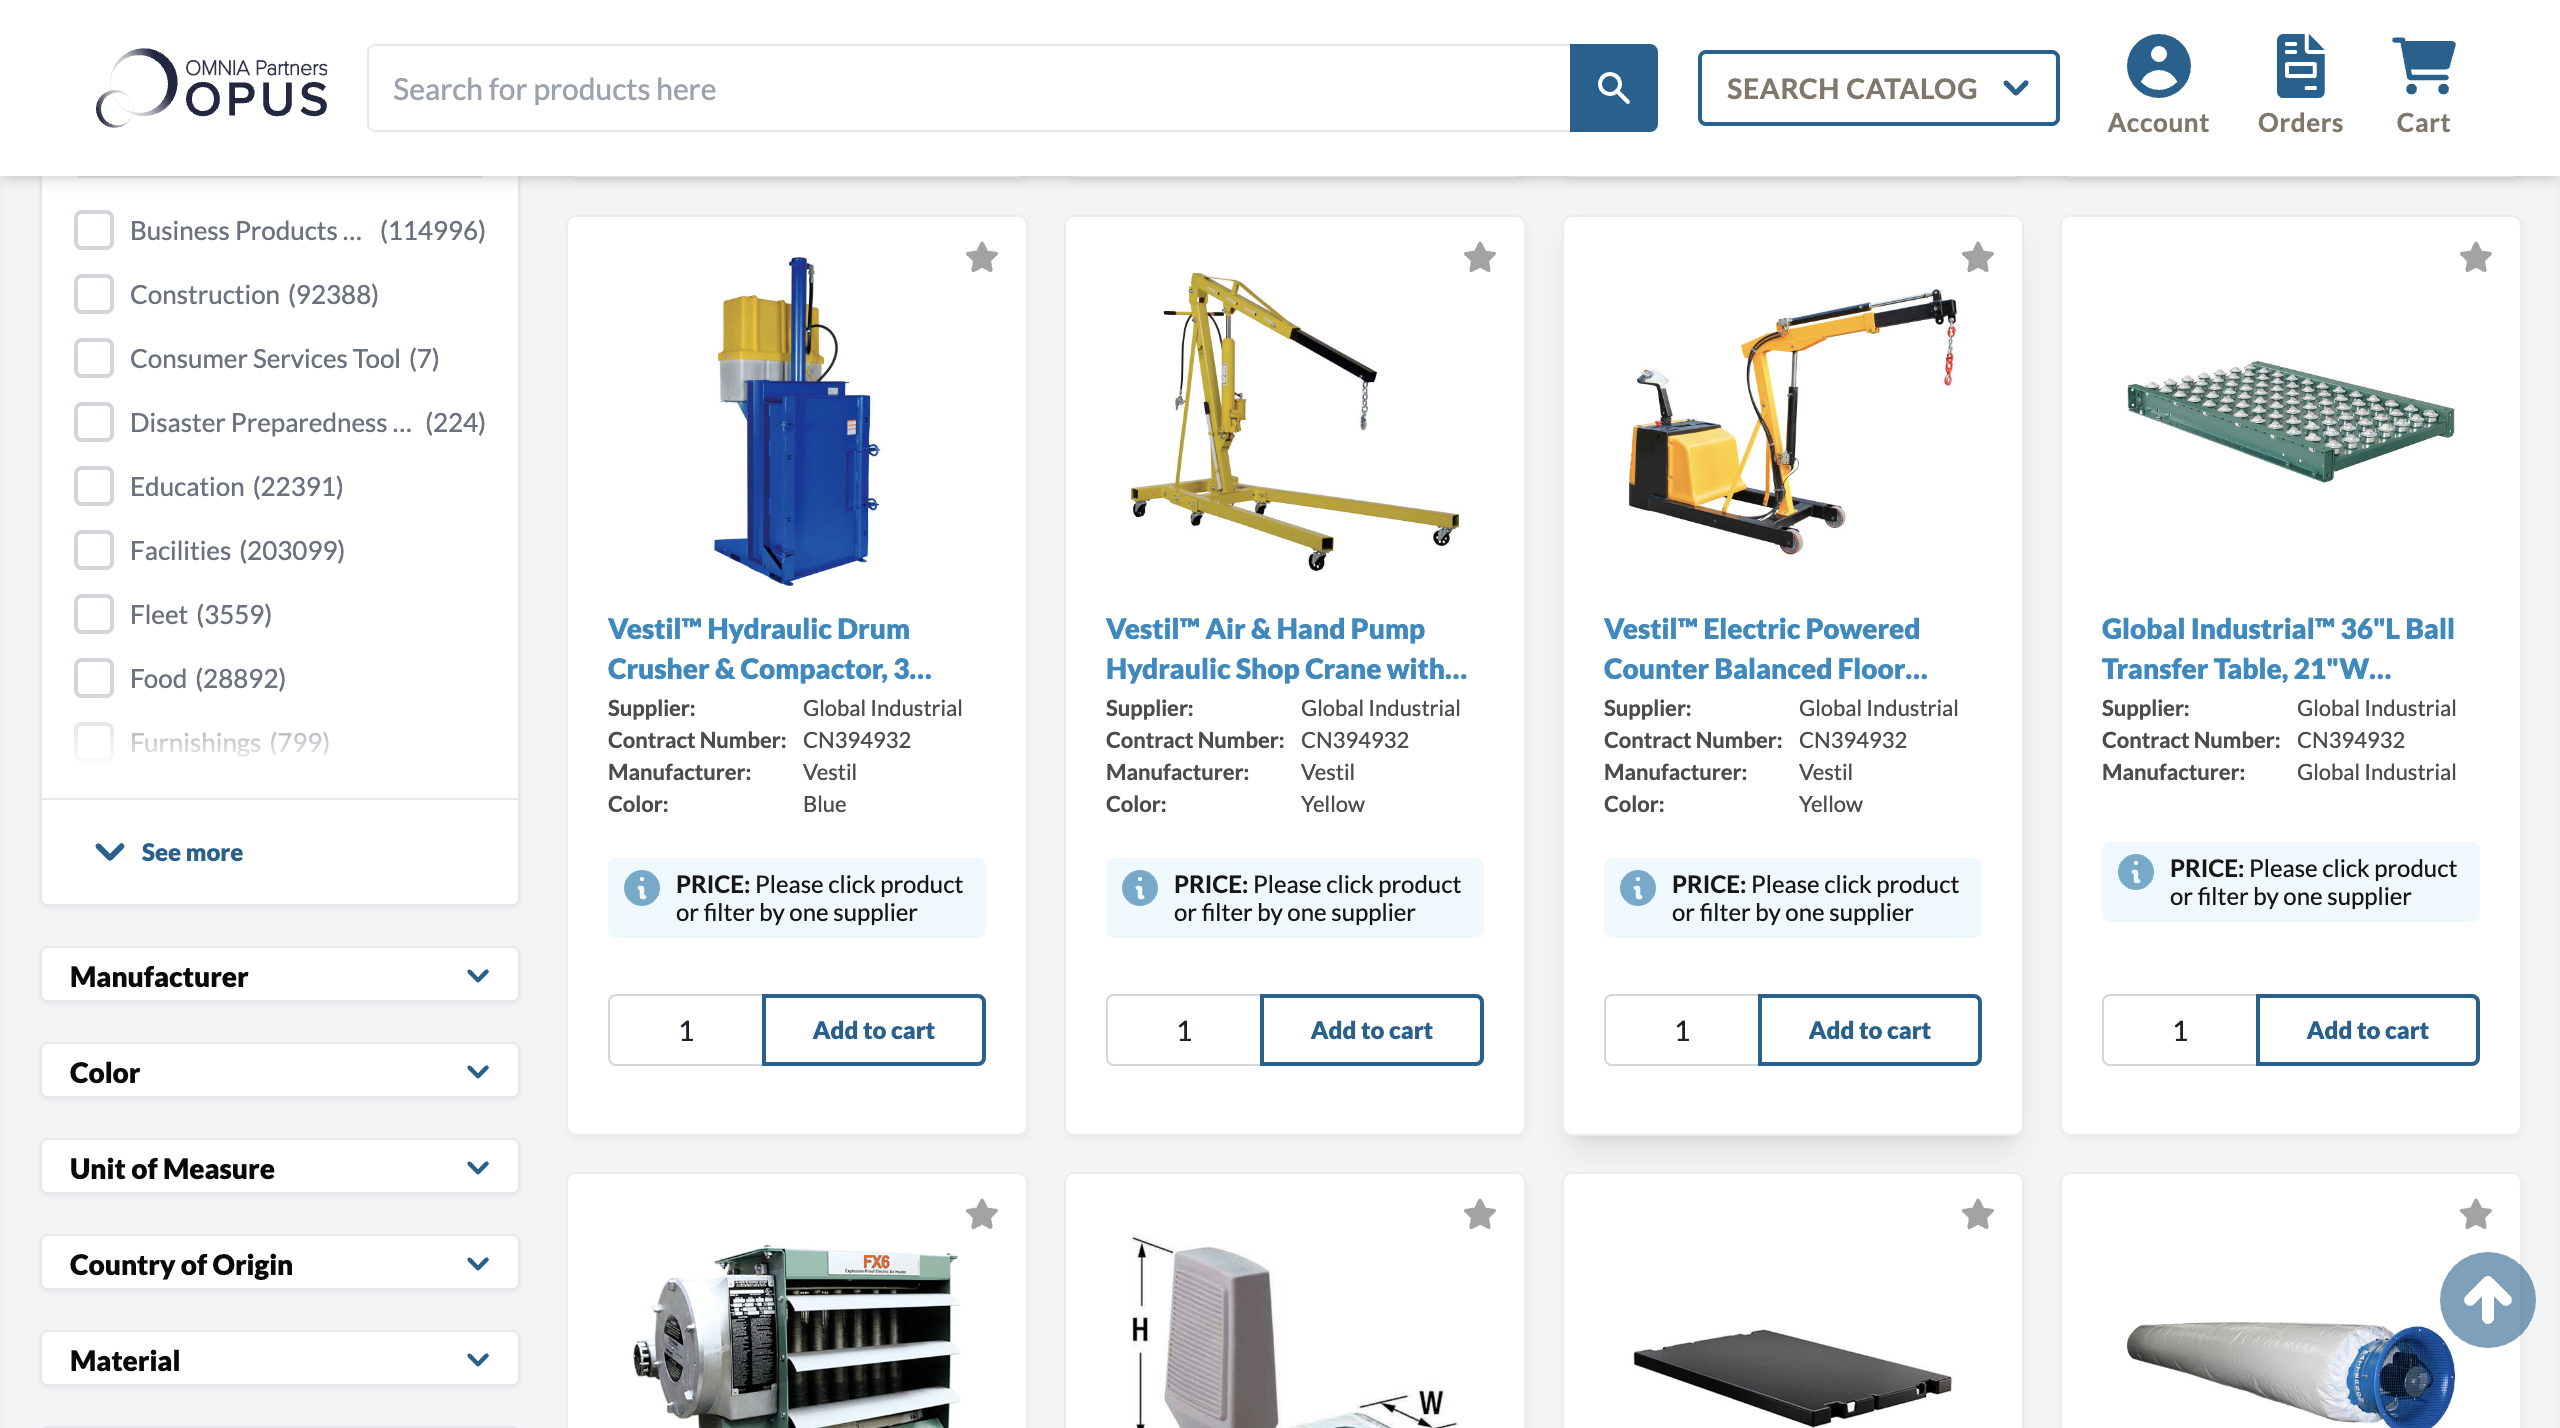 OMNIA Partners
OPUS
Search for products here
SEARCH CATALOG
Account
Orders
Cart
Business Products ... (114996)
Construction (92388)
Consumer Services Tool (7)
Disaster Preparedness ... (224)
Education (22391)
Facilities (203099)
Fleet (3559)
Food (28892)
Furnishings (799)
See more
Manufacturer
Color
Unit of Measure
Country of Origin
Material
Vestil™ Hydraulic Drum
Crusher & Compactor, 3...
Supplier: Global Industrial
Contract Number: CN394932
Manufacturer: Vestil
Color: Blue
PRICE: Please click product
or filter by one supplier
1 Add to cart
Vestil™ Air & Hand Pump
Hydraulic Shop Crane with...
Supplier: Global Industrial
Contract Number: CN394932
Manufacturer: Vestil
Color: Yellow
PRICE: Please click product
or filter by one supplier
1 Add to cart
Vestil™ Electric Powered
Counter Balanced Floor...
Supplier: Global Industrial
Contract Number: CN394932
Manufacturer: Vestil
Color: Yellow
PRICE: Please click product
or filter by one supplier
1 Add to cart
Global Industrial™ 36"L Ball
Transfer Table, 21"W...
Supplier: Global Industrial
Contract Number: CN394932
Manufacturer: Global Industrial
PRICE: Please click product
or filter by one supplier
1 Add to cart
FX6
Explosion-Proof Electric Air Heater
H
W